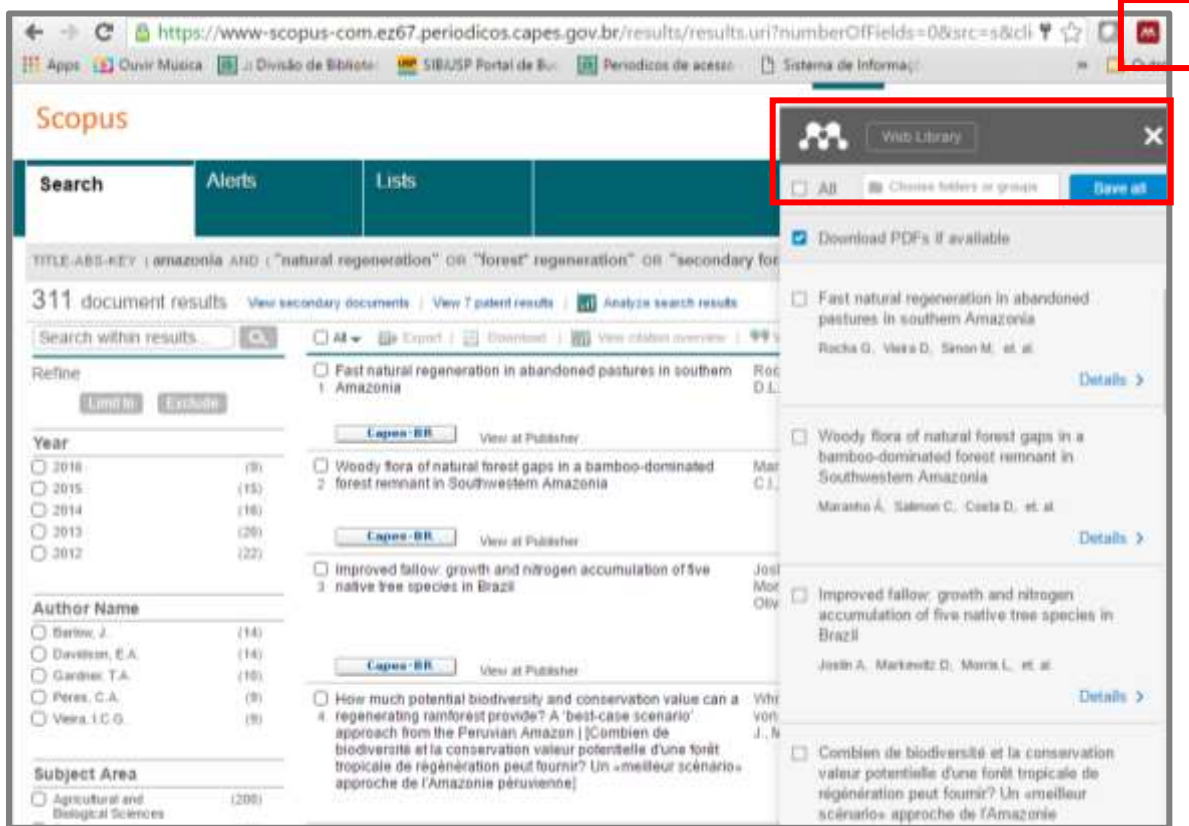 https://www-scopus-com.ez67.periodicos.capes.gov.br/results/results.uri?numberOfFields=0&src=s&cli
Apps Ouvir Musica .: Divisão de Bibliote SIBiUSP Portal de Bus Periodicos de acesso Sistema de Informaç
Scopus
Search Alerts Lists
TITLE-ABS-KEY ( amazonia AND ( "natural regeneration" OR "forest* regeneration" OR "secondary for
311 document results View secondary documents | View 7 patent results | Analyze search results
Search within results...
All Export | Download | View citation overview |
Refine
Limit to Exclude
Year
2016 (9)
2015 (15)
2014 (16)
2013 (20)
2012 (22)
Author Name
Barlow, J. (14)
Davidson, E.A. (14)
Gardner, T.A. (10)
Peres, C.A. (9)
Vieira, I.C.G. (9)
Subject Area
Agricultural and (208)
Biological Sciences
Fast natural regeneration in abandoned pastures in southern
1 Amazonia
Roc
D.L.
Capes-BR View at Publisher
Woody flora of natural forest gaps in a bamboo-dominated
2 forest remnant in Southwestern Amazonia
Mar
C.I.,
Capes-BR View at Publisher
Improved fallow: growth and nitrogen accumulation of five
3 native tree species in Brazil
Josl
Mor
Oliv
Capes-BR View at Publisher
How much potential biodiversity and conservation value can a
4 regenerating rainforest provide? A 'best-case scenario'
approach from the Peruvian Amazon | [Combien de
biodiversité et la conservation valeur potentielle d'une forêt
tropicale de régénération peut fournir? Un «meilleur scénario»
approche de l'Amazonie péruvienne]
Whi
von
J., M
Web Library
All Choose folders or groups Save all
Download PDFs if available
Fast natural regeneration in abandoned
pastures in southern Amazonia
Rocha G, Vieira D, Simon M, et. al.
Details >
Woody flora of natural forest gaps in a
bamboo-dominated forest remnant in
Southwestern Amazonia
Maranho Á, Salimon C, Costa D, et. al.
Details >
Improved fallow: growth and nitrogen
accumulation of five native tree species in
Brazil
Joslin A, Markewitz D, Morris L, et. al.
Details >
Combien de biodiversité et la conservation
valeur potentielle d'une forêt tropicale de
régénération peut fournir? Un «meilleur
scénario» approche de l'Amazonie